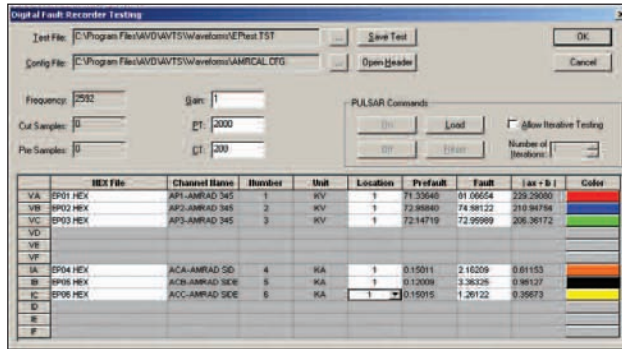 Digital Fault Recorder Testing
Test File: C:\Program Files\AVO\AVTS\Waveforms\EPtest.TST ... Save Test OK
Config File: C:\Program Files\AVO\AVTS\Waveforms\AMRCAL.CFG ... Open Header Cancel
Frequency: 2592 Gain: 1 PULSAR Commands
Cut Samples: 0 PT: 2000 On Load Allow Iterative Testing
Pre Samples: 0 CT: 200 Off Number of Iterations:
HEX File Channel Name Number Unit Location Prefault Fault | ax + b | Color
VA EP01.HEX AP1-AMRAD 345 1 KV 1 71.33640 81.08654 229.29080
VB EP02.HEX AP2-AMRAD 345 2 KV 1 72.95840 74.58122 210.94754
VC EP03.HEX AP3-AMRAD 345 3 KV 1 72.14719 72.95989 206.36172
VD
VE
VF
IA EP04.HEX ACA-AMRAD SID 4 KA 1 0.15011 2.16209 0.61153
IB EP05.HEX ACB-AMRAD SIDE 5 KA 1 0.12009 3.36325 0.95127
IC EP06.HEX ACC-AMRAD SIDE 6 KA 1 0.15015 1.26122 0.35673
ID
IE
IF